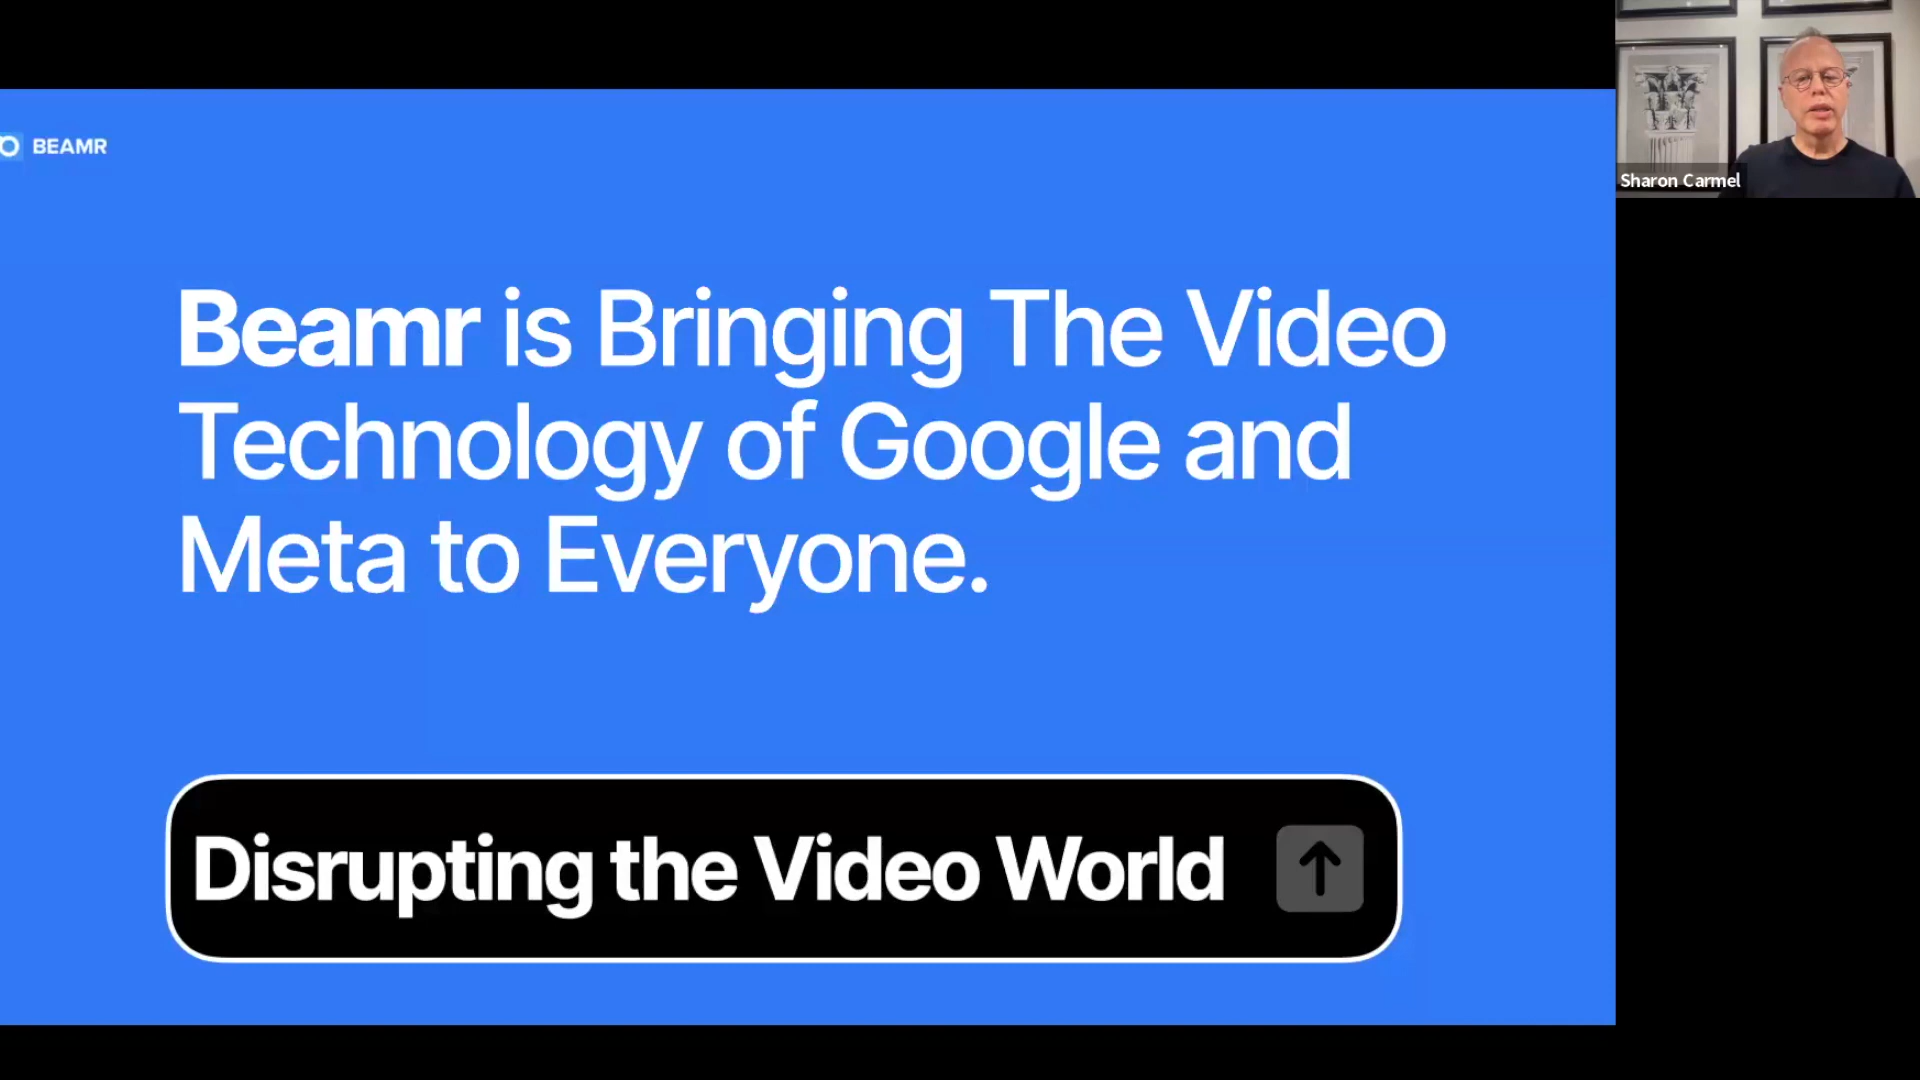 BEAMR
Beamr is Bringing The Video
Technology of Google and
Meta to Everyone.
Disrupting the Video World
Sharon Carmel